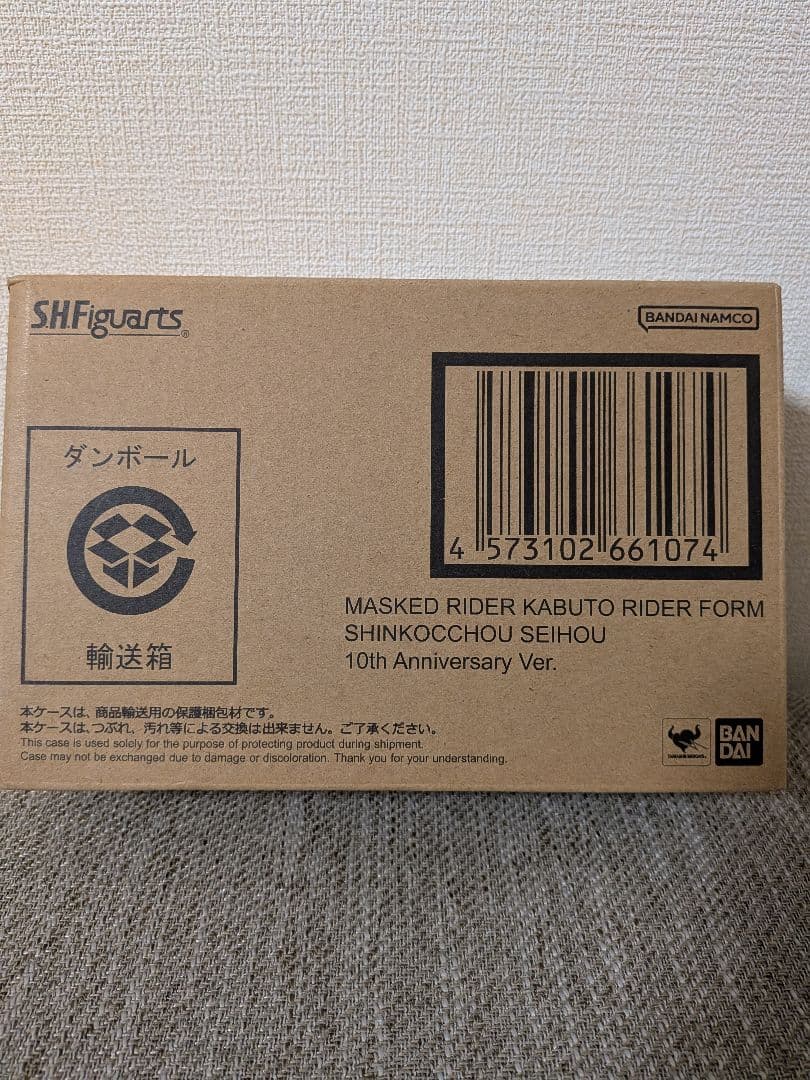 S.H.Figuarts®
BANDAI NAMCO
ダンボール
輸送箱
4 573102 661074
MASKED RIDER KABUTO RIDER FORM
SHINKOCCHOU SEIHOU
10th Anniversary Ver.
本ケースは、商品輸送用の保護梱包材です。
本ケースは、つぶれ、汚れ等による交換は出来ません。ご了承ください。
This case is used solely for the purpose of protecting product during shipment.
Case may not be exchanged due to damage or discoloration. Thank you for your understanding.
BAN
DAI